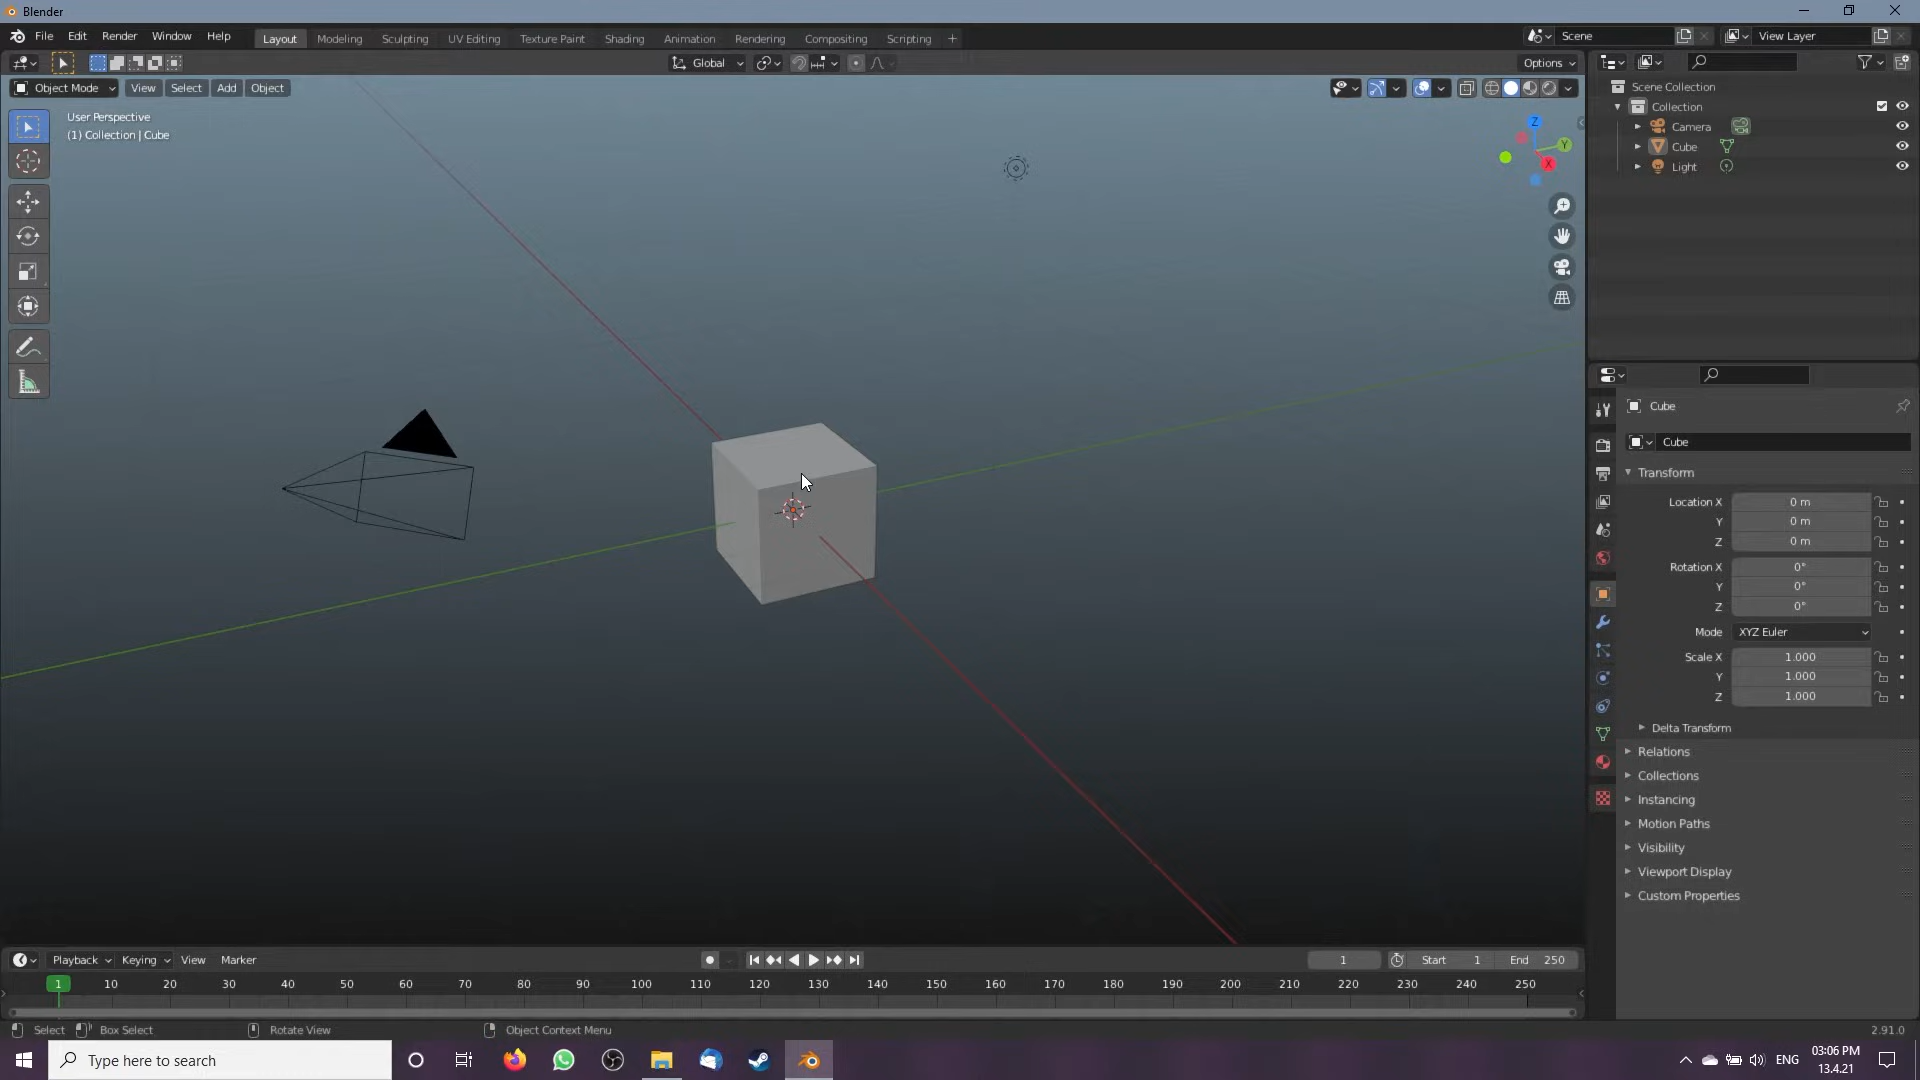 Blender
File Edit Render Window Help
Layout Modeling Sculpting UV Editing Texture Paint Shading Animation Rendering Compositing Scripting +
Scene
View Layer
Global
Options
Object Mode View Select Add Object
User Perspective
(1) Collection | Cube
Z
Y
X
Scene Collection
Collection
Camera
Cube
Light
Cube
Cube
Transform
Location X 0 m
Y 0 m
Z 0 m
Rotation X 0°
Y 0°
Z 0°
Mode XYZ Euler
Scale X 1.000
Y 1.000
Z 1.000
Delta Transform
Relations
Collections
Instancing
Motion Paths
Visibility
Viewport Display
Custom Properties
Playback Keying View Marker
1 Start 1 End 250
1 10 20 30 40 50 60 70 80 90 100 110 120 130 140 150 160 170 180 190 200 210 220 230 240 250
Select Box Select Rotate View Object Context Menu 2.91.0
Type here to search
ENG
03:06 PM
13.4.21